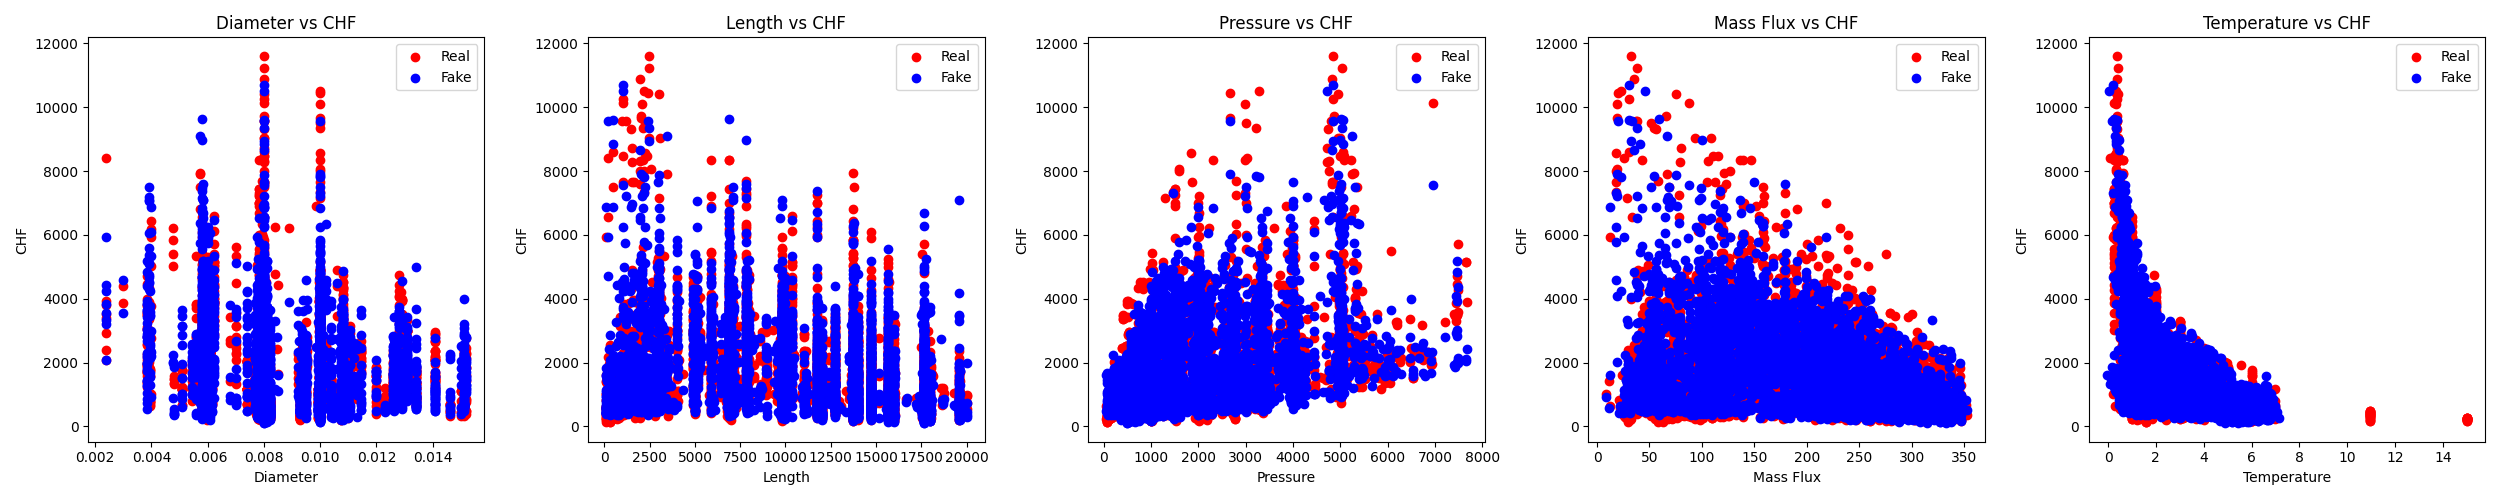 Diameter vs CHF
12000
10000
8000
6000
4000
2000
0
CHF
Real
Fake
0.002 0.004 0.006 0.008 0.010 0.012 0.014
Diameter
Length vs CHF
12000
10000
8000
6000
4000
2000
0
CHF
Real
Fake
0 2500 5000 7500 10000 12500 15000 17500 20000
Length
Pressure vs CHF
12000
10000
8000
6000
4000
2000
0
CHF
Real
Fake
0 1000 2000 3000 4000 5000 6000 7000 8000
Pressure
Mass Flux vs CHF
12000
10000
8000
6000
4000
2000
0
CHF
Real
Fake
0 50 100 150 200 250 300 350
Mass Flux
Temperature vs CHF
12000
10000
8000
6000
4000
2000
0
CHF
Real
Fake
0 2 4 6 8 10 12 14
Temperature